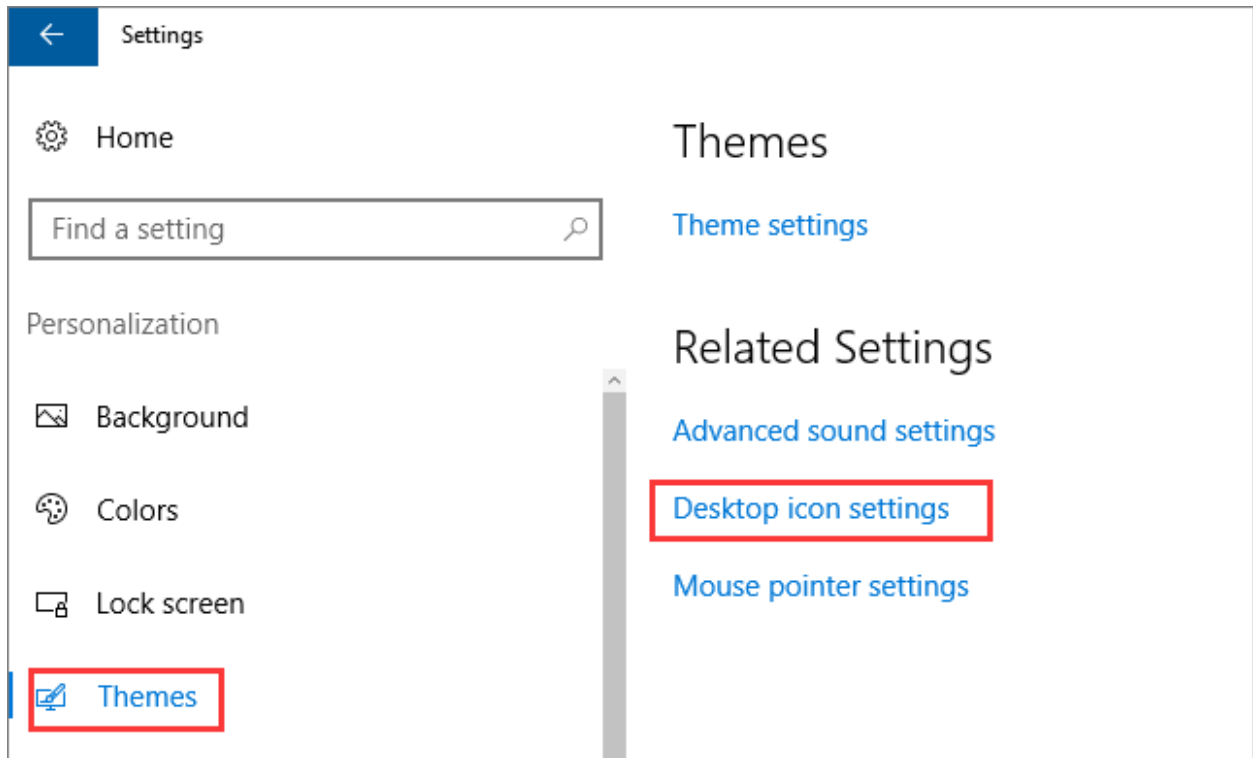 Settings
Home
Find a setting
Personalization
Background
Colors
Lock screen
Themes
Themes
Theme settings
Related Settings
Advanced sound settings
Desktop icon settings
Mouse pointer settings